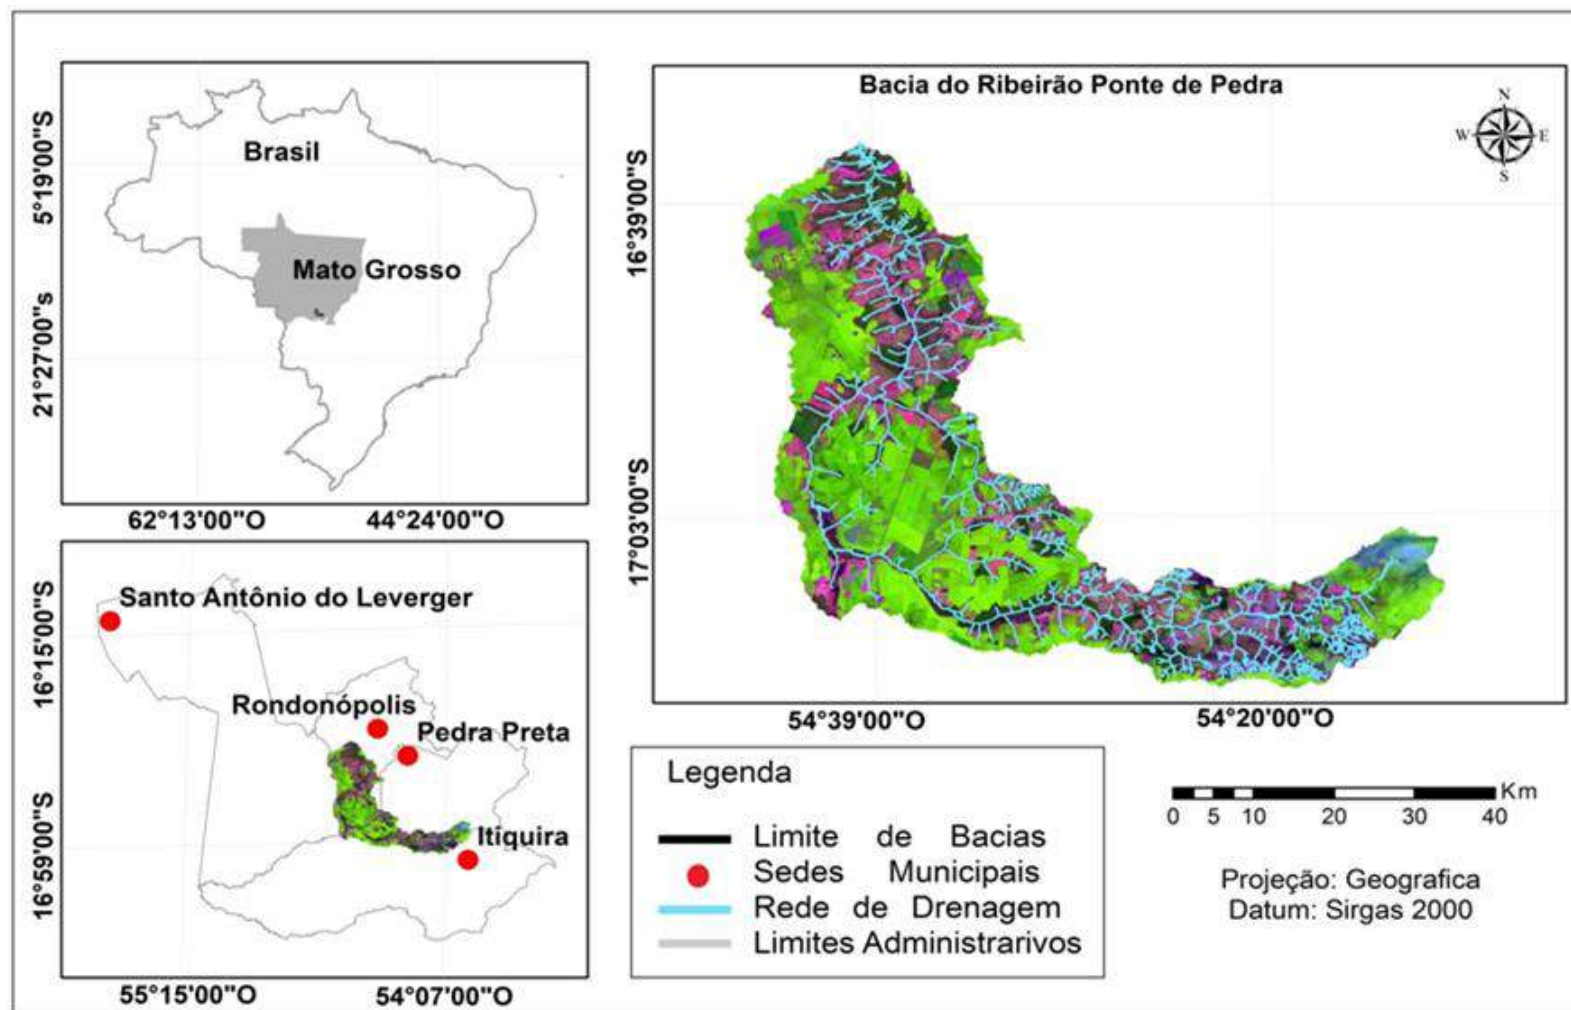 Brasil
Mato Grosso
5°19'00"S
21°27'00"s
62°13'00"O
44°24'00"O
Bacia do Ribeirão Ponte de Pedra
N
W
E
S
16°39'00"S
17°03'00"S
54°39'00"O
54°20'00"O
Santo Antônio do Leverger
Rondonópolis
Pedra Preta
Itiquira
16°15'00"S
16°59'00"S
55°15'00"O
54°07'00"O
Legenda
Limite de Bacias
Sedes Municipais
Rede de Drenagem
Limites Administrarivos
Km
0 5 10 20 30 40
Projeção: Geografica
Datum: Sirgas 2000